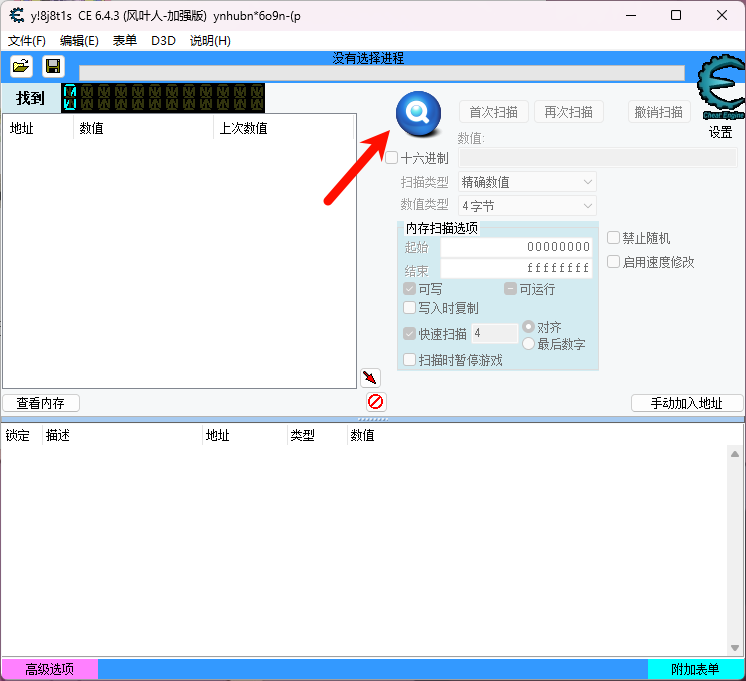 y!8j8t1s CE 6.4.3 (风叶人-加强版) ynhubn*6o9n-(p
文件(F) 编辑(E) 表单 D3D 说明(H)
没有选择进程
找到
首次扫描 再次扫描 撤销扫描
Cheat Engine
设置
地址 数值 上次数值
数值:
十六进制
扫描类型 精确数值
数值类型 4 字节
内存扫描选项
起始 00000000
结束 ffffffff
可写 可运行
写入时复制
快速扫描 4 对齐
最后数字
扫描时暂停游戏
禁止随机
启用速度修改
查看内存 手动加入地址
锁定 描述 地址 类型 数值
高级选项 附加表单